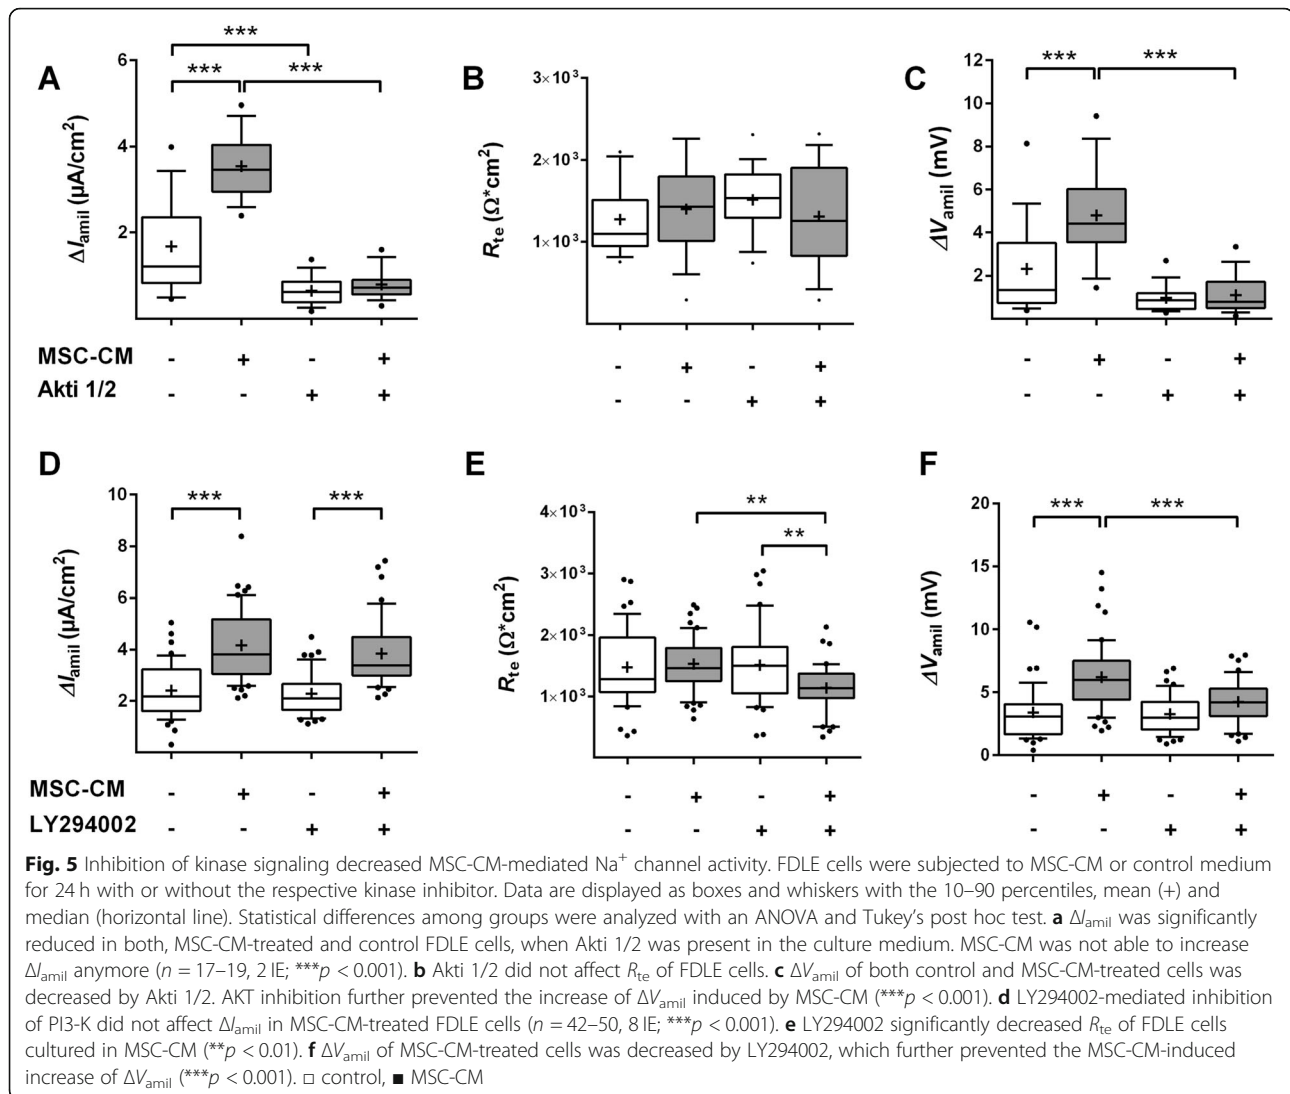 A
ΔIamil (µA/cm²)
6
4
2
***
***
***
B
Rte (Ω*cm²)
3×10³
2×10³
1×10³
C
ΔVamil (mV)
12
10
8
6
4
2
***
***
MSC-CM - + - + - + - + - + - +
Akti 1/2 - - + + - - + + - - + +
D
ΔIamil (µA/cm²)
10
8
6
4
2
***
***
E
Rte (Ω*cm²)
4×10³
3×10³
2×10³
1×10³
**
**
F
ΔVamil (mV)
20
15
10
5
0
***
***
MSC-CM - + - + - + - + - + - +
LY294002 - - + + - - + + - - + +
Fig. 5 Inhibition of kinase signaling decreased MSC-CM-mediated Na⁺ channel activity. FDLE cells were subjected to MSC-CM or control medium
for 24 h with or without the respective kinase inhibitor. Data are displayed as boxes and whiskers with the 10–90 percentiles, mean (+) and
median (horizontal line). Statistical differences among groups were analyzed with an ANOVA and Tukey's post hoc test. a ΔIamil was significantly
reduced in both, MSC-CM-treated and control FDLE cells, when Akti 1/2 was present in the culture medium. MSC-CM was not able to increase
ΔIamil anymore (n = 17–19, 2 IE; ***p < 0.001). b Akti 1/2 did not affect Rte of FDLE cells. c ΔVamil of both control and MSC-CM-treated cells was
decreased by Akti 1/2. AKT inhibition further prevented the increase of ΔVamil induced by MSC-CM (***p < 0.001). d LY294002-mediated inhibition
of PI3-K did not affect ΔIamil in MSC-CM-treated FDLE cells (n = 42–50, 8 IE; ***p < 0.001). e LY294002 significantly decreased Rte of FDLE cells
cultured in MSC-CM (**p < 0.01). f ΔVamil of MSC-CM-treated cells was decreased by LY294002, which further prevented the MSC-CM-induced
increase of ΔVamil (***p < 0.001). □ control, ■ MSC-CM